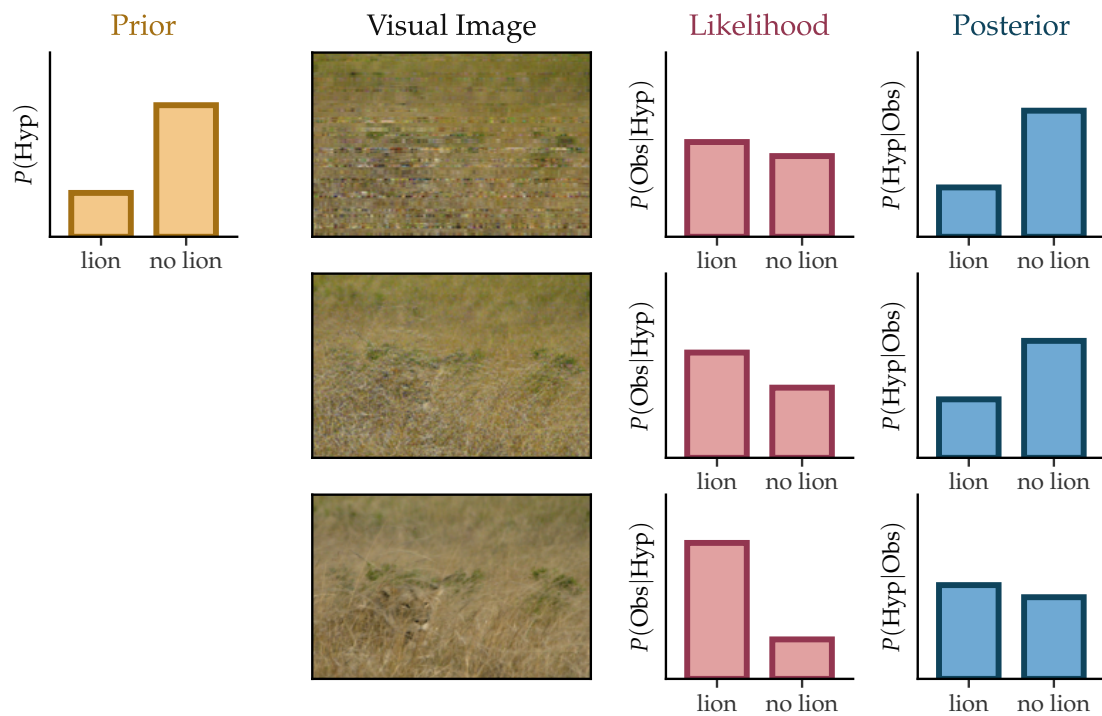 Prior
Visual Image
Likelihood
Posterior
P(Hyp)
lion
no lion
P(Obs|Hyp)
lion
no lion
P(Hyp|Obs)
lion
no lion
P(Obs|Hyp)
lion
no lion
P(Hyp|Obs)
lion
no lion
P(Obs|Hyp)
lion
no lion
P(Hyp|Obs)
lion
no lion